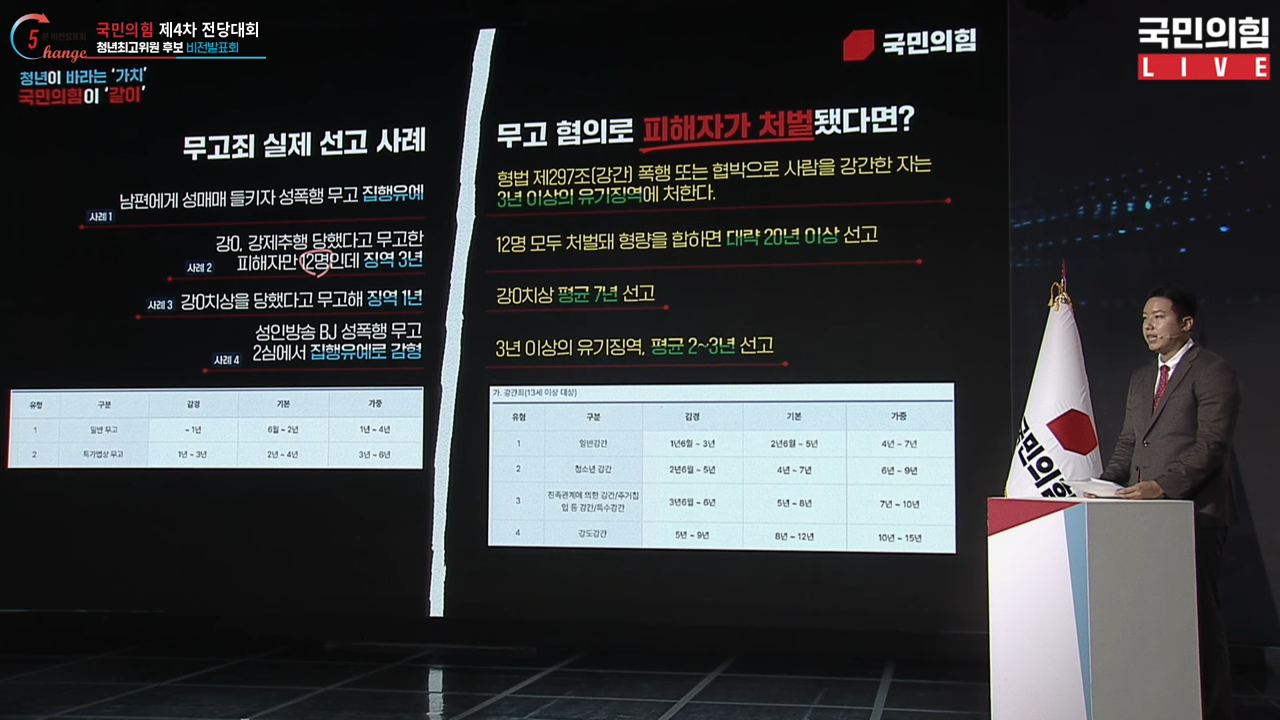 5분 비전발표회
Change
국민의힘 제4차 전당대회
청년최고위원 후보 비전발표회
청년이 바라는 '가치'
국민의힘이 '같이'
국민의힘
LIVE
국민의힘
무고죄 실제 선고 사례
남편에게 성매매 들키자 성폭행 무고 집행유예
사례 1
강0, 강제추행 당했다고 무고한
사례 2 피해자만 12명인데 징역 3년
사례 3 강0치상을 당했다고 무고해 징역 1년
성인방송 BJ 성폭행 무고
사례 4 2심에서 집행유예로 감형
유형 구분 감경 기본 가중
1 일반 무고 ~ 1년 6월 ~ 2년 1년 ~ 4년
2 특가법상 무고 1년 ~ 3년 2년 ~ 4년 3년 ~ 6년
무고 혐의로 피해자가 처벌됐다면?
형법 제297조(강간) 폭행 또는 협박으로 사람을 강간한 자는
3년 이상의 유기징역에 처한다.
12명 모두 처벌돼 형량을 합하면 대략 20년 이상 선고
강0치상 평균 7년 선고
3년 이상의 유기징역, 평균 2~3년 선고
가. 강간죄(13세 이상 대상)
유형 구분 감경 기본 가중
1 일반강간 1년6월 ~ 3년 2년6월 ~ 5년 4년 ~ 7년
2 청소년 강간 2년6월 ~ 5년 4년 ~ 7년 6년 ~ 9년
3 친족관계에 의한 강간/주거침
입 등 강간/특수강간 3년6월 ~ 6년 5년 ~ 8년 7년 ~ 10년
4 강도강간 5년 ~ 9년 8년 ~ 12년 10년 ~ 15년
국민의힘